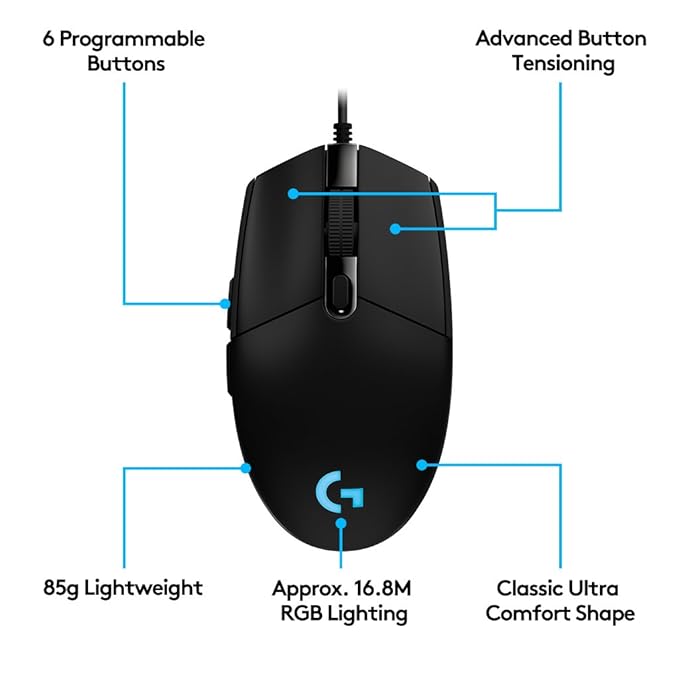 6 Programmable
Buttons
Advanced Button
Tensioning
85g Lightweight
Approx. 16.8M
RGB Lighting
Classic Ultra
Comfort Shape